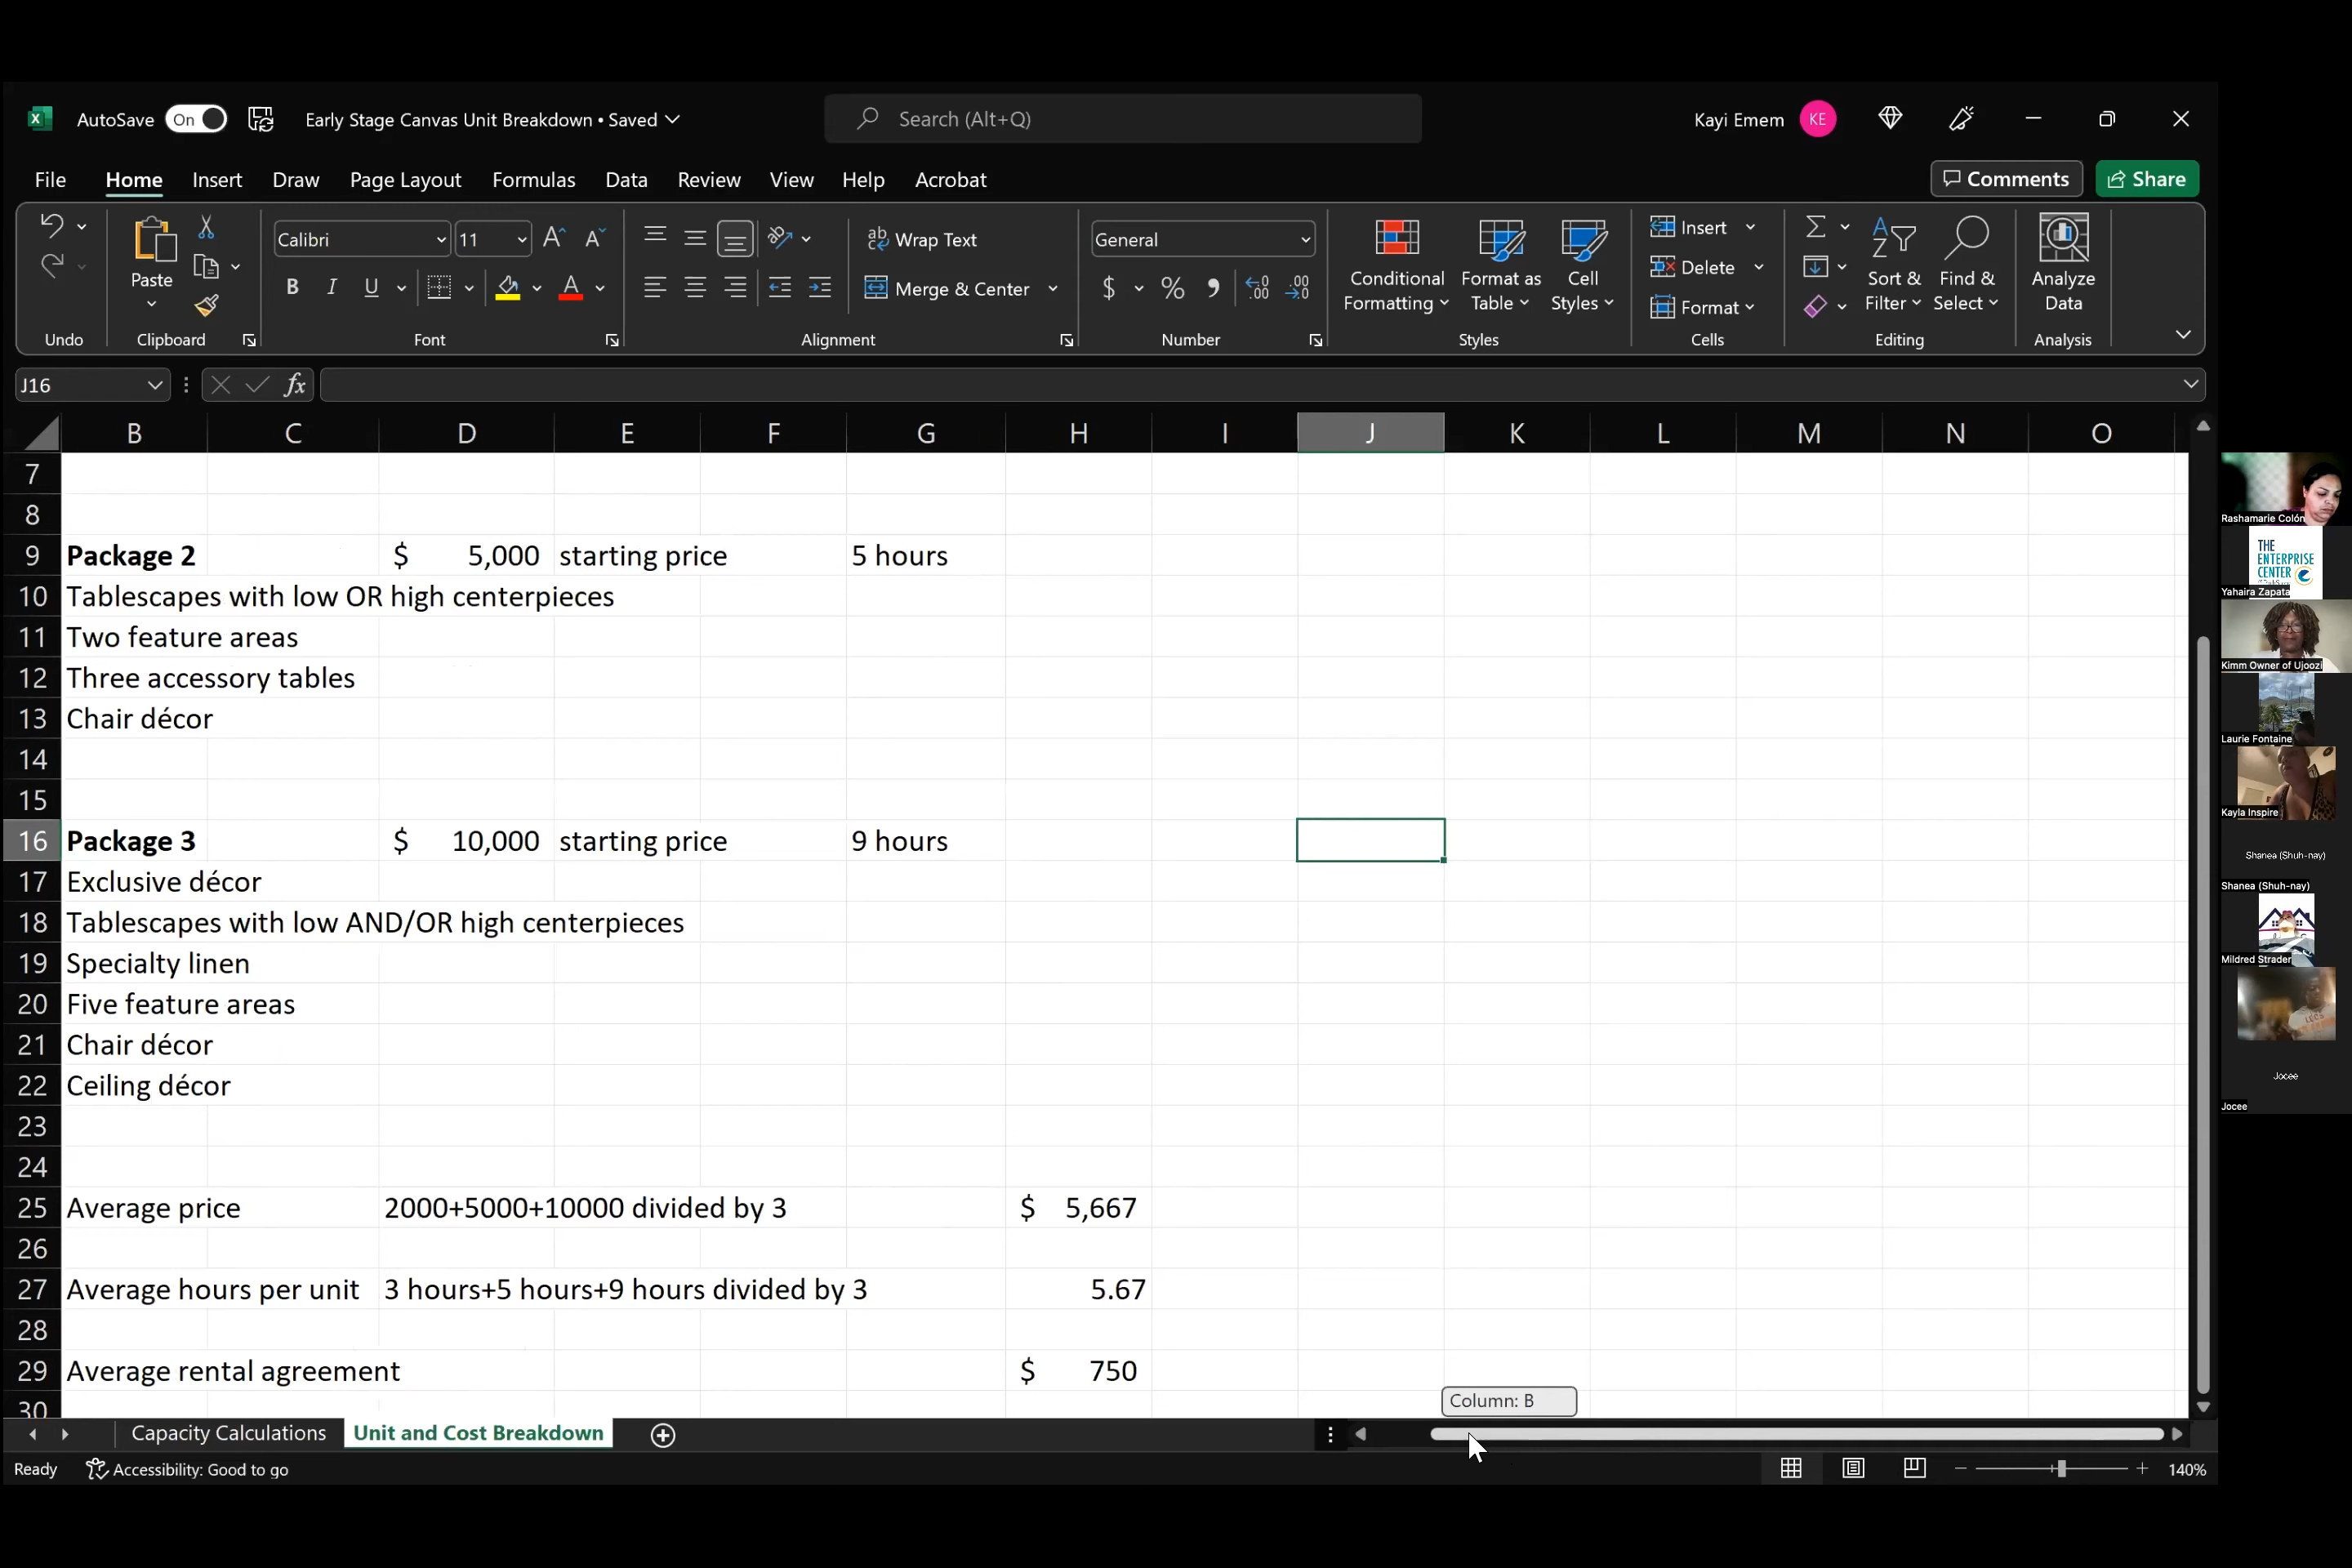 AutoSave On Early Stage Canvas Unit Breakdown • Saved Search (Alt+Q) Kayi Emem KE
File Home Insert Draw Page Layout Formulas Data Review View Help Acrobat Comments Share
Calibri 11 Wrap Text General Insert
Paste Conditional Format as Cell Delete Sort & Find & Analyze
B I U Merge & Center $ % Formatting Table Styles Format Filter Select Data
Undo Clipboard Font Alignment Number Styles Cells Editing Analysis
J16 fx
B C D E F G H I J K L M N O
7
8
9 Package 2 $ 5,000 starting price 5 hours
10 Tablescapes with low OR high centerpieces
11 Two feature areas
12 Three accessory tables
13 Chair décor
14
15
16 Package 3 $ 10,000 starting price 9 hours
17 Exclusive décor
18 Tablescapes with low AND/OR high centerpieces
19 Specialty linen
20 Five feature areas
21 Chair décor
22 Ceiling décor
23
24
25 Average price 2000+5000+10000 divided by 3 $ 5,667
26
27 Average hours per unit 3 hours+5 hours+9 hours divided by 3 5.67
28
29 Average rental agreement $ 750
30
Column: B
Capacity Calculations Unit and Cost Breakdown
Ready Accessibility: Good to go 140%
Rashamarie Colón
THE
ENTERPRISE
CENTER
Yahaira Zapata
Kimm Owner of Ujoozi
Laurie Fontaine
Kayla Inspire
Shanea (Shuh-nay)
Shanea (Shuh-nay)
Mildred Strader
Jocee
Jocee